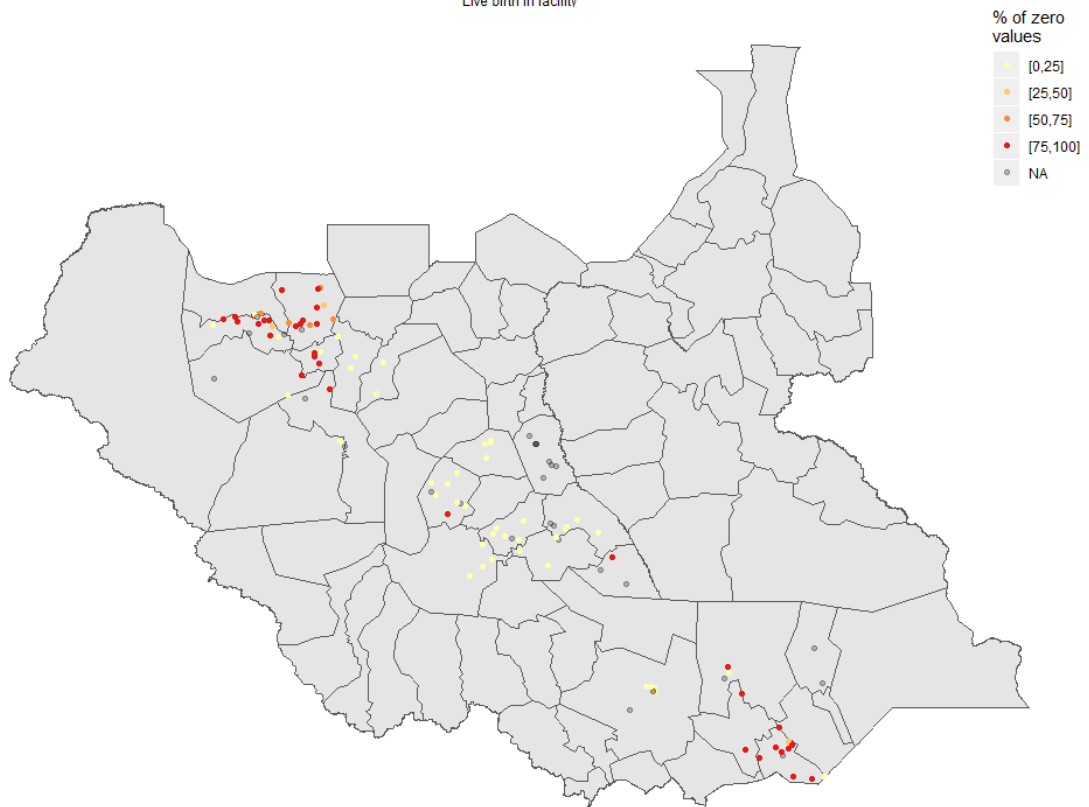 Live birth in facility
% of zero
values
[0,25]
[25,50]
[50,75]
[75,100]
NA